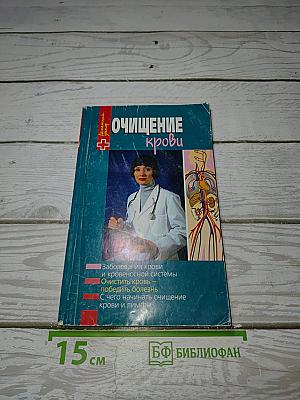 ОЧИЩЕНИЕ
крови
Заболевания крови
и кровеносной системы
Очистить кровь –
победить болезнь
С чего начинать очищение
крови и лимфы
15 см
БФ БИБЛИОФАН